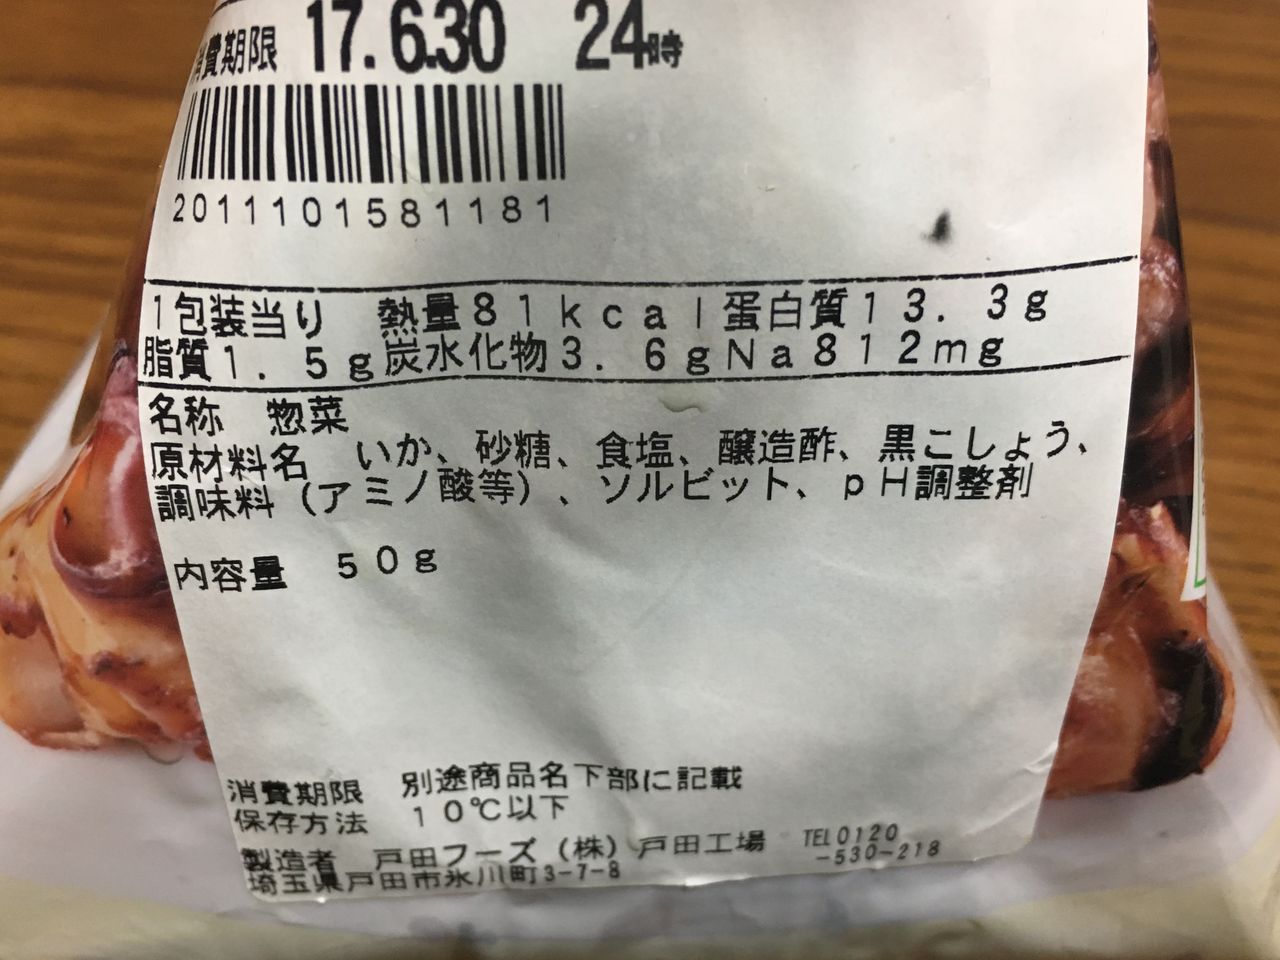 消費期限 17.6.30 24時
2011101581181
1包装当り 熱量81kcal蛋白質13.3g
脂質1.5g炭水化物3.6gNa812mg
名称 惣菜
原材料名 いか、砂糖、食塩、醸造酢、黒こしょう、
調味料(アミノ酸等)、ソルビット、pH調整剤
内容量 50g
消費期限 別途商品名下部に記載
保存方法 10℃以下
製造者 戸田フーズ(株)戸田工場 TEL0120
-530-218
埼玉県戸田市氷川町3-7-8